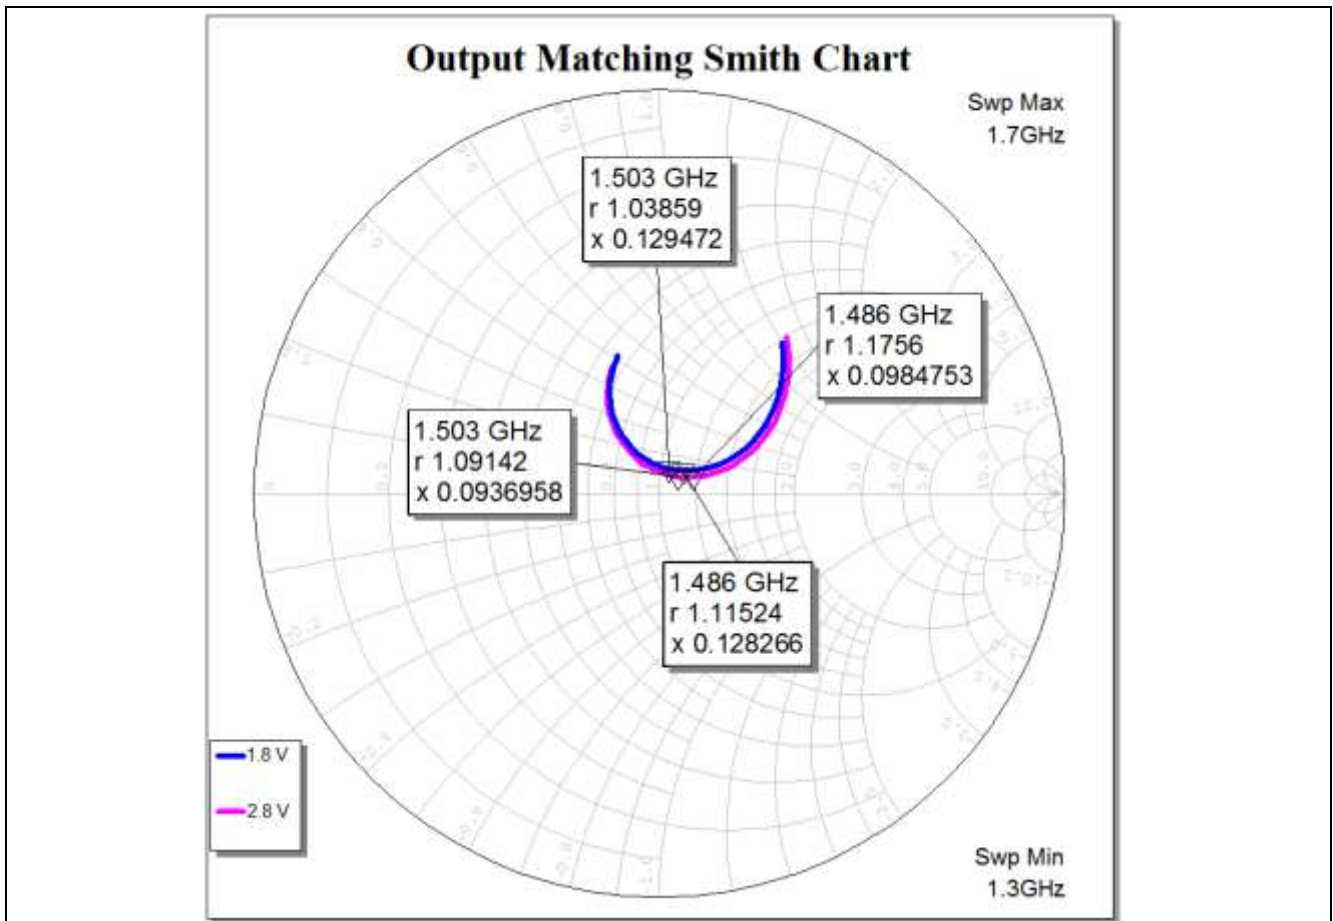 Output Matching Smith Chart
Swp Max
1.7GHz
1.503 GHz
r 1.03859
x 0.129472
1.486 GHz
r 1.1756
x 0.0984753
1.503 GHz
r 1.09142
x 0.0936958
1.486 GHz
r 1.11524
x 0.128266
1.8 V
2.8 V
Swp Min
1.3GHz